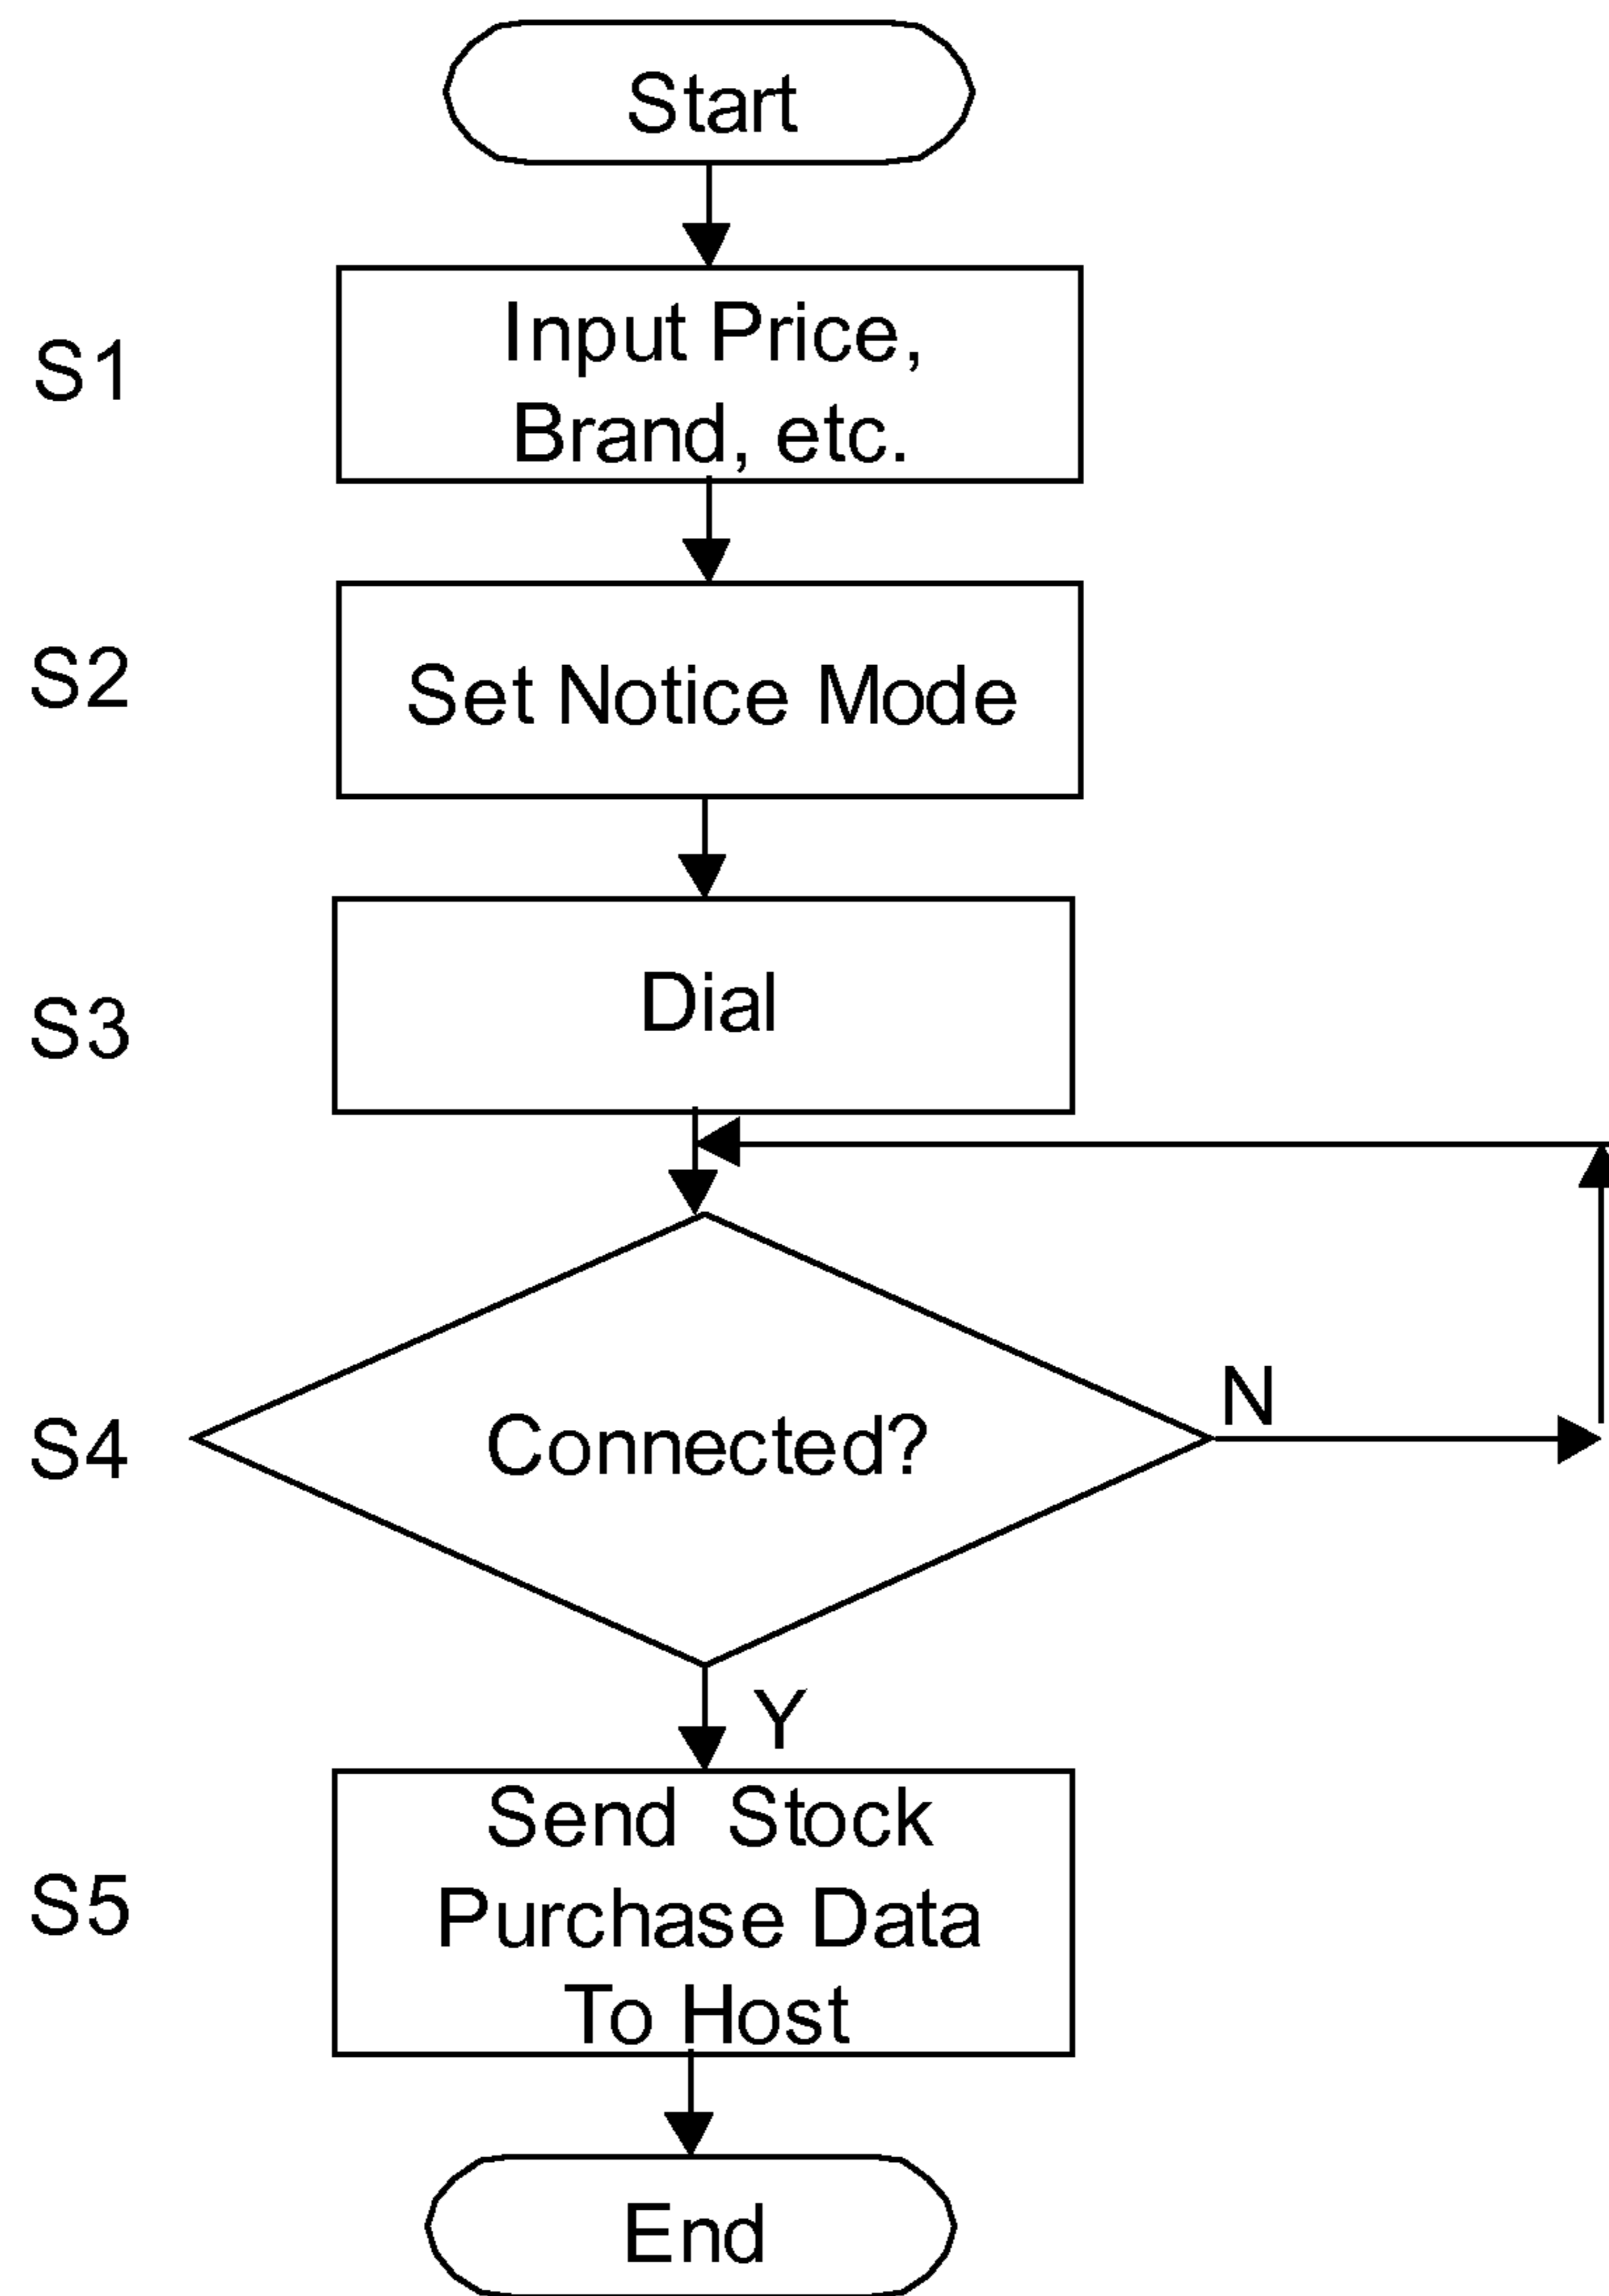 Start
S1
Input Price,
Brand, etc.
S2
Set Notice Mode
S3
Dial
S4
Connected?
N
Y
S5
Send Stock
Purchase Data
To Host
End